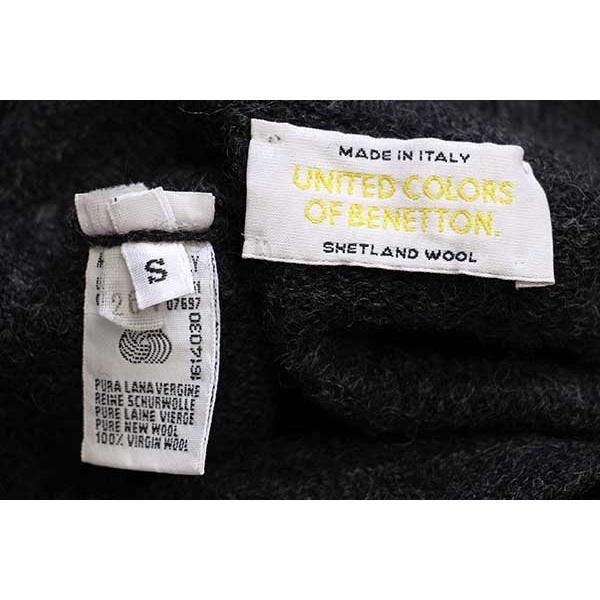 MADE IN ITALY
UNITED COLORS
OF BENETTON.
SHETLAND WOOL
S
07697
1614030
PURA LANA VERGINE
REINE SCHURWOLLE
PURE LAINE VIERGE
PURE NEW WOOL
100% VIRGIN WOOL